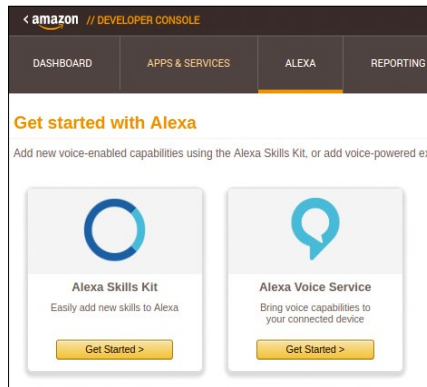 < amazon // DEVELOPER CONSOLE
DASHBOARD APPS & SERVICES ALEXA REPORTING
Get started with Alexa
Add new voice-enabled capabilities using the Alexa Skills Kit, or add voice-powered
Alexa Skills Kit Alexa Voice Service
Easily add new skills to Alexa Bring voice capabilities to
your connected device
Get Started > Get Started >